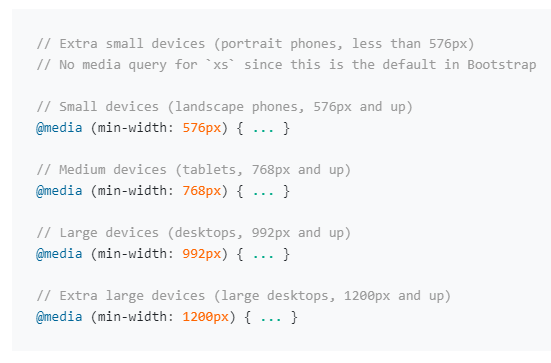 // Extra small devices (portrait phones, less than 576px)
// No media query for `xs` since this is the default in Bootstrap
// Small devices (landscape phones, 576px and up)
@media (min-width: 576px) { ... }
// Medium devices (tablets, 768px and up)
@media (min-width: 768px) { ... }
// Large devices (desktops, 992px and up)
@media (min-width: 992px) { ... }
// Extra large devices (large desktops, 1200px and up)
@media (min-width: 1200px) { ... }